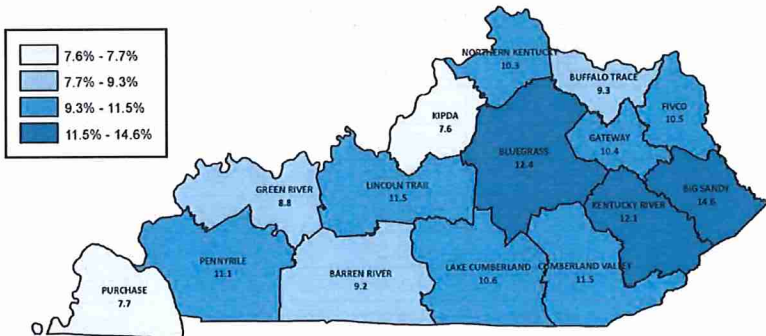 7.6% - 7.7%
7.7% - 9.3%
9.3% - 11.5%
11.5% - 14.6%
NORTHERN KENTUCKY
10.3
BUFFALO TRACE
9.3
FIVCO
10.5
KIPDA
7.6
BLUEGRASS
12.4
GATEWAY
10.4
GREEN RIVER
8.8
LINCOLN TRAIL
11.5
KENTUCKY RIVER
12.1
BIG SANDY
14.6
PENNYRILE
11.1
BARREN RIVER
9.2
LAKE CUMBERLAND
10.6
CUMBERLAND VALLEY
11.5
PURCHASE
7.7